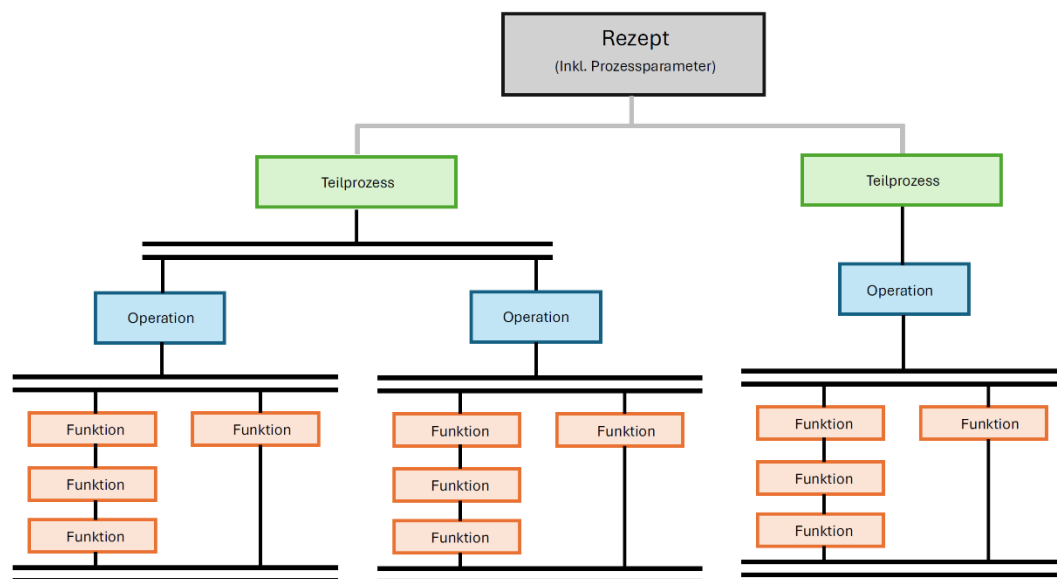 Rezept
(Inkl. Prozessparameter)
Teilprozess
Teilprozess
Operation
Operation
Operation
Funktion
Funktion
Funktion
Funktion
Funktion
Funktion
Funktion
Funktion
Funktion
Funktion
Funktion
Funktion